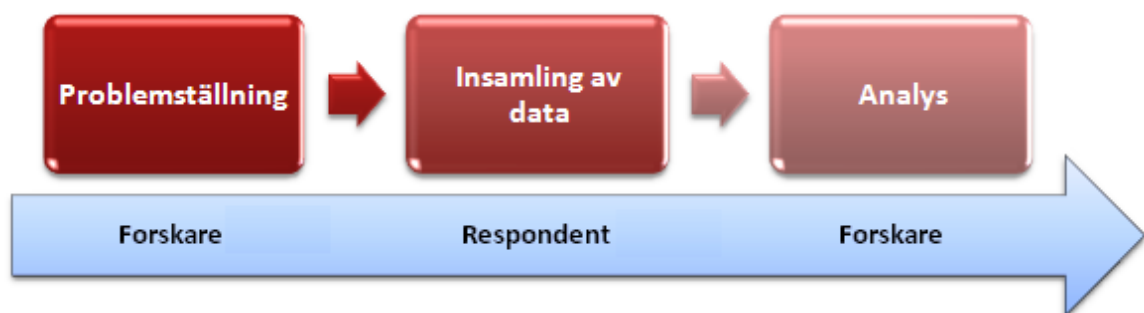 Problemställning
Insamling av
data
Analys
Forskare
Respondent
Forskare